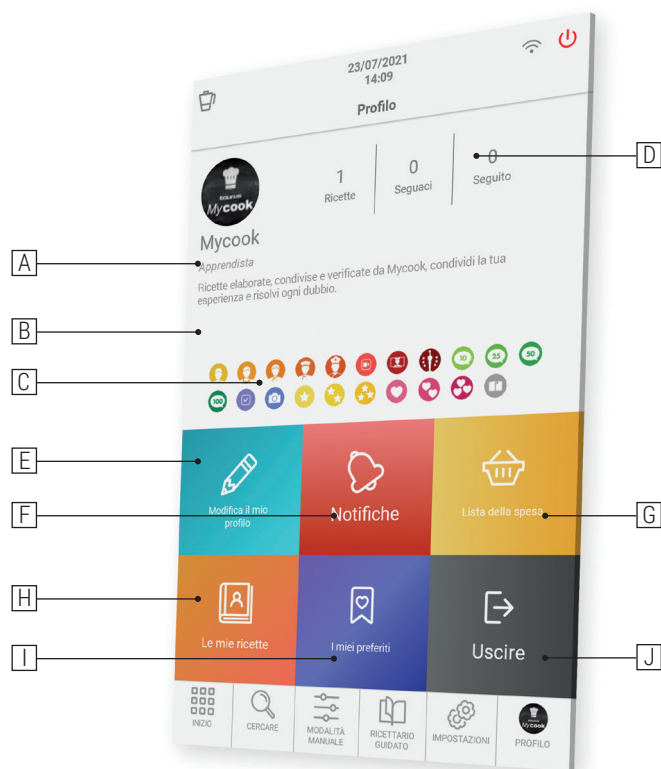 23/07/2021
14:09
Profilo
D
1
0
0
Ricette
Seguaci
Seguito
taurus
Mycook
Mycook
A
Apprendista
Ricette elaborate, condivise e verificate da Mycook, condividi la tua
esperienza e risolvi ogni dubbio.
B
C
10
25
50
100
E
Modifica il mio
profilo
F
Notifiche
Lista della spesa
G
H
Le mie ricette
I
I miei preferiti
Uscire
J
INIZIO
CERCARE
MODALITÀ
MANUALE
RICETTARIO
GUIDATO
IMPOSTAZIONI
Mycook
PROFILO